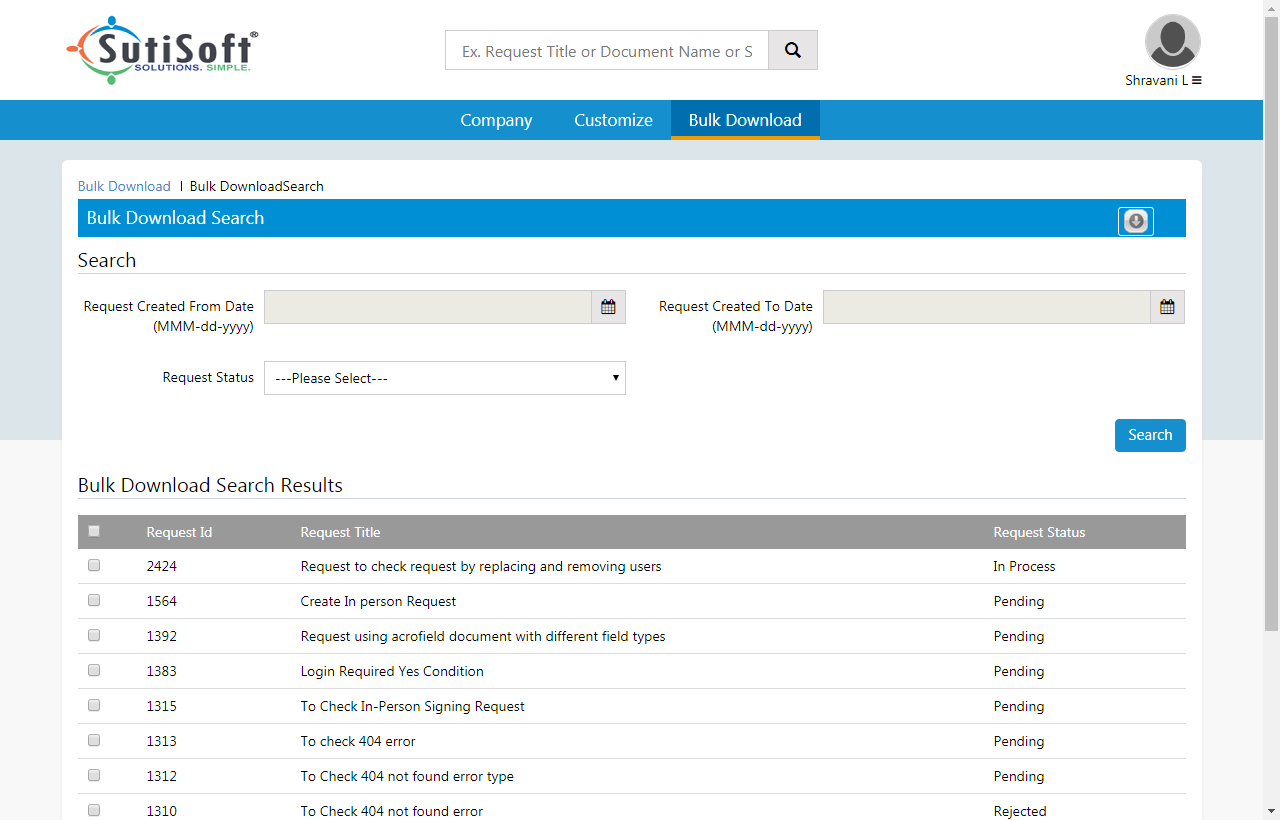 SutiSoft®
SOLUTIONS. SIMPLE.
Ex. Request Title or Document Name or S
Shravani L
Company Customize Bulk Download
Bulk Download | Bulk DownloadSearch
Bulk Download Search
Search
Request Created From Date
(MMM-dd-yyyy)
Request Created To Date
(MMM-dd-yyyy)
Request Status ---Please Select---
Search
Bulk Download Search Results
Request Id Request Title Request Status
2424 Request to check request by replacing and removing users In Process
1564 Create In person Request Pending
1392 Request using acrofield document with different field types Pending
1383 Login Required Yes Condition Pending
1315 To Check In-Person Signing Request Pending
1313 To check 404 error Pending
1312 To Check 404 not found error type Pending
1310 To Check 404 not found error Rejected